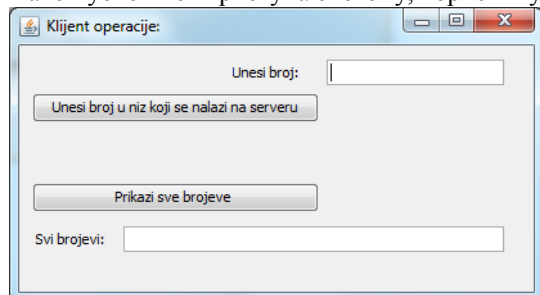 Klijent operacije:
Unesi broj:
Unesi broj u niz koji se nalazi na serveru
Prikazi sve brojeve
Svi brojevi: